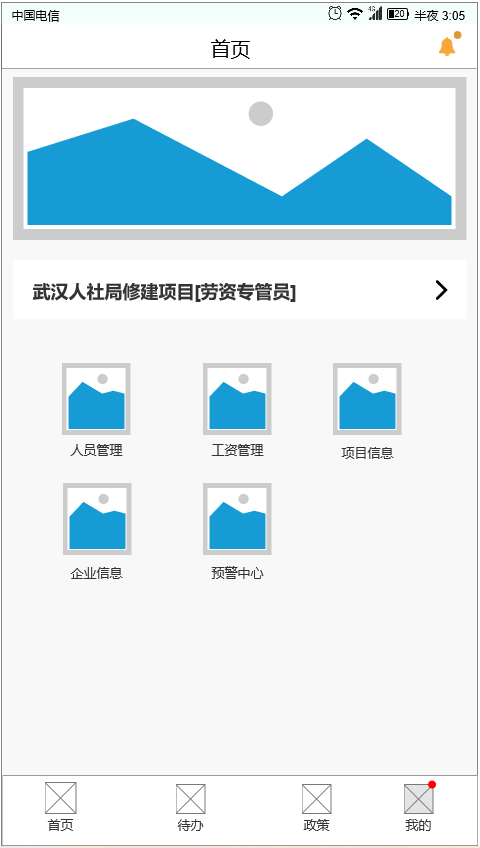 中国电信 4G 20 半夜 3:05
首页
武汉人社局修建项目[劳资专管员]
人员管理 工资管理 项目信息
企业信息 预警中心
首页 待办 政策 我的